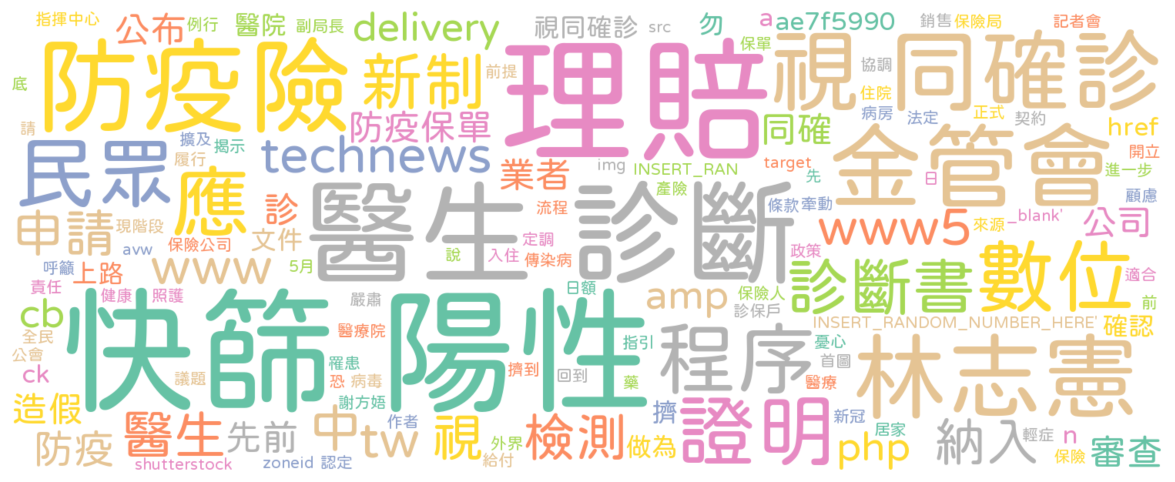 指揮中心
公布
例行
醫院
副局長
delivery
視同確診
src
勿
a
ae7f5990
銷售
保險局
記者會
防疫險
新制
前提
理賠
保單
視同確診
協調
底
請
擴及
揭示
履行
防疫保單
住院
病房
法定
正式
契約
href
開立
進一步
民眾
應
technews
業者
img
INSERT_RAN
同確
target
先
金管會
日
顧慮
申請
現階段
診
醫生診斷
流程
產險
條款
牽動
www5
來源
_blank'
公司
avw
保險公司
文件
定調
傳染病
說
入住
政策
呼籲
上路
www
5月
診斷書
數位
適合
責任
健康
照護
嚴肅
日額
amp
保險人
診保戶
前
cb
快篩陽性
全民
公會
醫療院
指引
程序
INSERT_RANDOM_NUMBER_HERE'
確認
憂心
ck
議題
罹患
恐
病毒
擠到
回到
藥
醫療
首圖
林志憲
造假
謝方娪
防疫
醫生
先前
中
tw
作者
視
外界
給付
檢測
做為
擠
證明
新冠
居家
php
納入
輕症
n
保險
審查
shutterstock
zoneid
認定